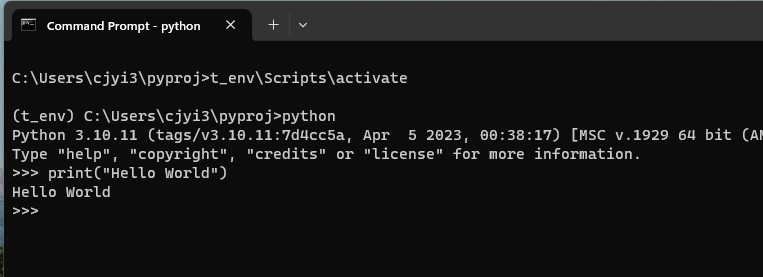 Command Prompt - python
C:\Users\cjyi3\pyproj>t_env\Scripts\activate
(t_env) C:\Users\cjyi3\pyproj>python
Python 3.10.11 (tags/v3.10.11:7d4cc5a, Apr  5 2023, 00:38:17) [MSC v.1929 64 bit (AM
Type "help", "copyright", "credits" or "license" for more information.
>>> print("Hello World")
Hello World
>>>